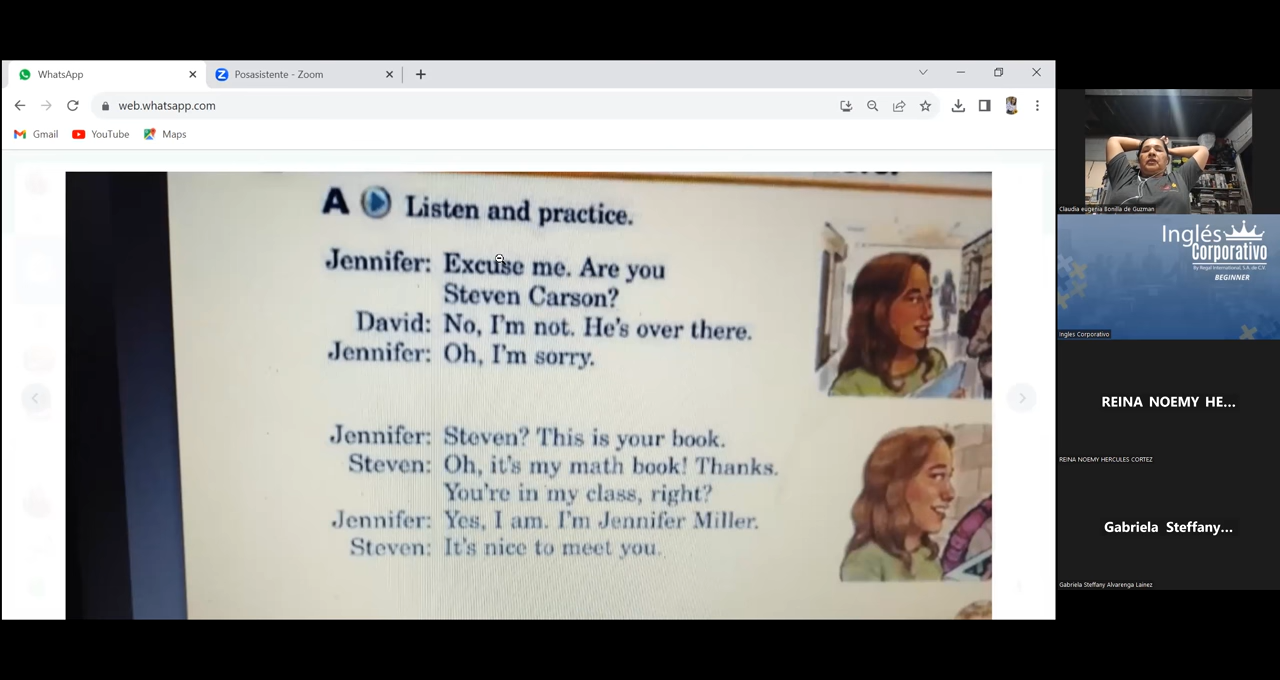 WhatsApp
Posasistente - Zoom
web.whatsapp.com
Gmail YouTube Maps
A Listen and practice.
Jennifer: Excuse me. Are you
Steven Carson?
David: No, I'm not. He's over there.
Jennifer: Oh, I'm sorry.
Jennifer: Steven? This is your book.
Steven: Oh, it's my math book! Thanks.
You're in my class, right?
Jennifer: Yes, I am. I'm Jennifer Miller.
Steven: It's nice to meet you.
Claudia eugenia Bonilla de Guzman
Inglés
Corporativo
By Regal International, S.A. de C.V.
BEGINNER
Ingles Corporativo
REINA NOEMY HE...
REINA NOEMY HERCULES CORTEZ
Gabriela Steffany...
Gabriela Steffany Alvarenga Lainez